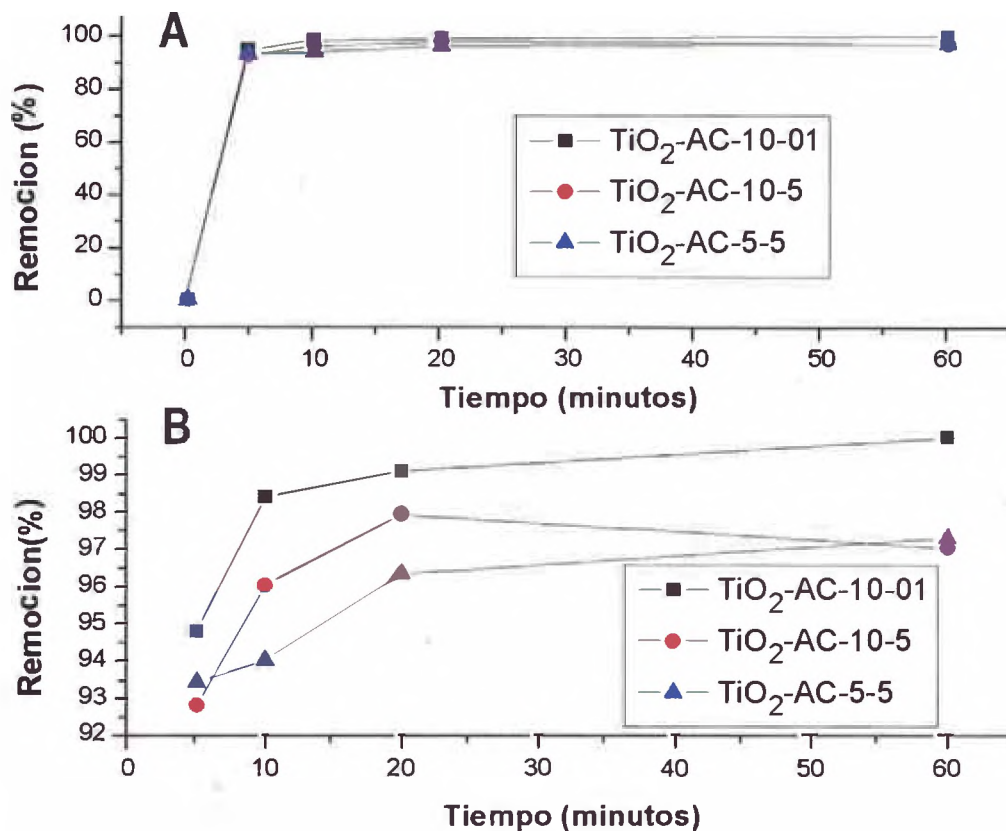 A
Remocion (%)
100
80
60
40
20
0
TiO2-AC-10-01
TiO2-AC-10-5
TiO2-AC-5-5
0 10 20 30 40 50 60
Tiempo (minutos)
B
Remocion(%)
100
99
98
97
96
95
94
93
92
TiO2-AC-10-01
TiO2-AC-10-5
TiO2-AC-5-5
0 10 20 30 40 50 60
Tiempo (minutos)